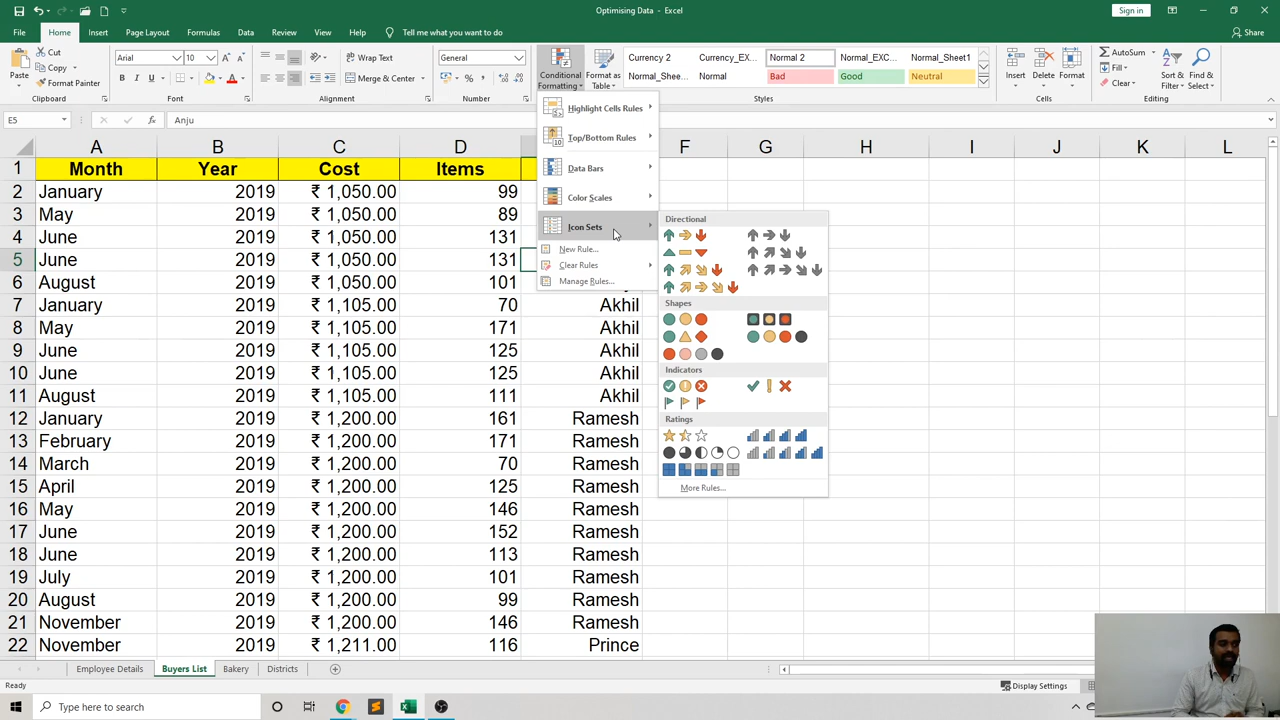 Optimising Data - Excel
Sign in
File Home Insert Page Layout Formulas Data Review View Help Tell me what you want to do
Share
Paste
Cut
Copy
Format Painter
Clipboard
Arial 10
B I U
Font
Wrap Text
Merge & Center
Alignment
General
Number
Conditional Formatting
Format as Table
Currency 2 Currency_EX... Normal 2 Normal_EXC... Normal_Sheet1
Normal_Shee... Normal Bad Good Neutral
Styles
Insert Delete Format
Cells
AutoSum
Clear
Sort & Filter
Find & Select
Editing
E5 Anju
Highlight Cells Rules
Top/Bottom Rules
Data Bars
Color Scales
Icon Sets
New Rule...
Clear Rules
Manage Rules...
Directional
Shapes
Indicators
Ratings
More Rules...
A B C D F G H I J K L
1 Month Year Cost Items
2 January 2019 ₹ 1,050.00 99
3 May 2019 ₹ 1,050.00 89
4 June 2019 ₹ 1,050.00 131
5 June 2019 ₹ 1,050.00 131
6 August 2019 ₹ 1,050.00 101
7 January 2019 ₹ 1,105.00 70 Akhil
8 May 2019 ₹ 1,105.00 171 Akhil
9 June 2019 ₹ 1,105.00 125 Akhil
10 June 2019 ₹ 1,105.00 125 Akhil
11 August 2019 ₹ 1,105.00 111 Akhil
12 January 2019 ₹ 1,200.00 161 Ramesh
13 February 2019 ₹ 1,200.00 171 Ramesh
14 March 2019 ₹ 1,200.00 70 Ramesh
15 April 2019 ₹ 1,200.00 125 Ramesh
16 May 2019 ₹ 1,200.00 146 Ramesh
17 June 2019 ₹ 1,200.00 152 Ramesh
18 June 2019 ₹ 1,200.00 113 Ramesh
19 July 2019 ₹ 1,200.00 101 Ramesh
20 August 2019 ₹ 1,200.00 99 Ramesh
21 November 2019 ₹ 1,200.00 146 Ramesh
22 November 2019 ₹ 1,211.00 116 Prince
Employee Details Buyers List Bakery Districts
Ready
Display Settings
Type here to search